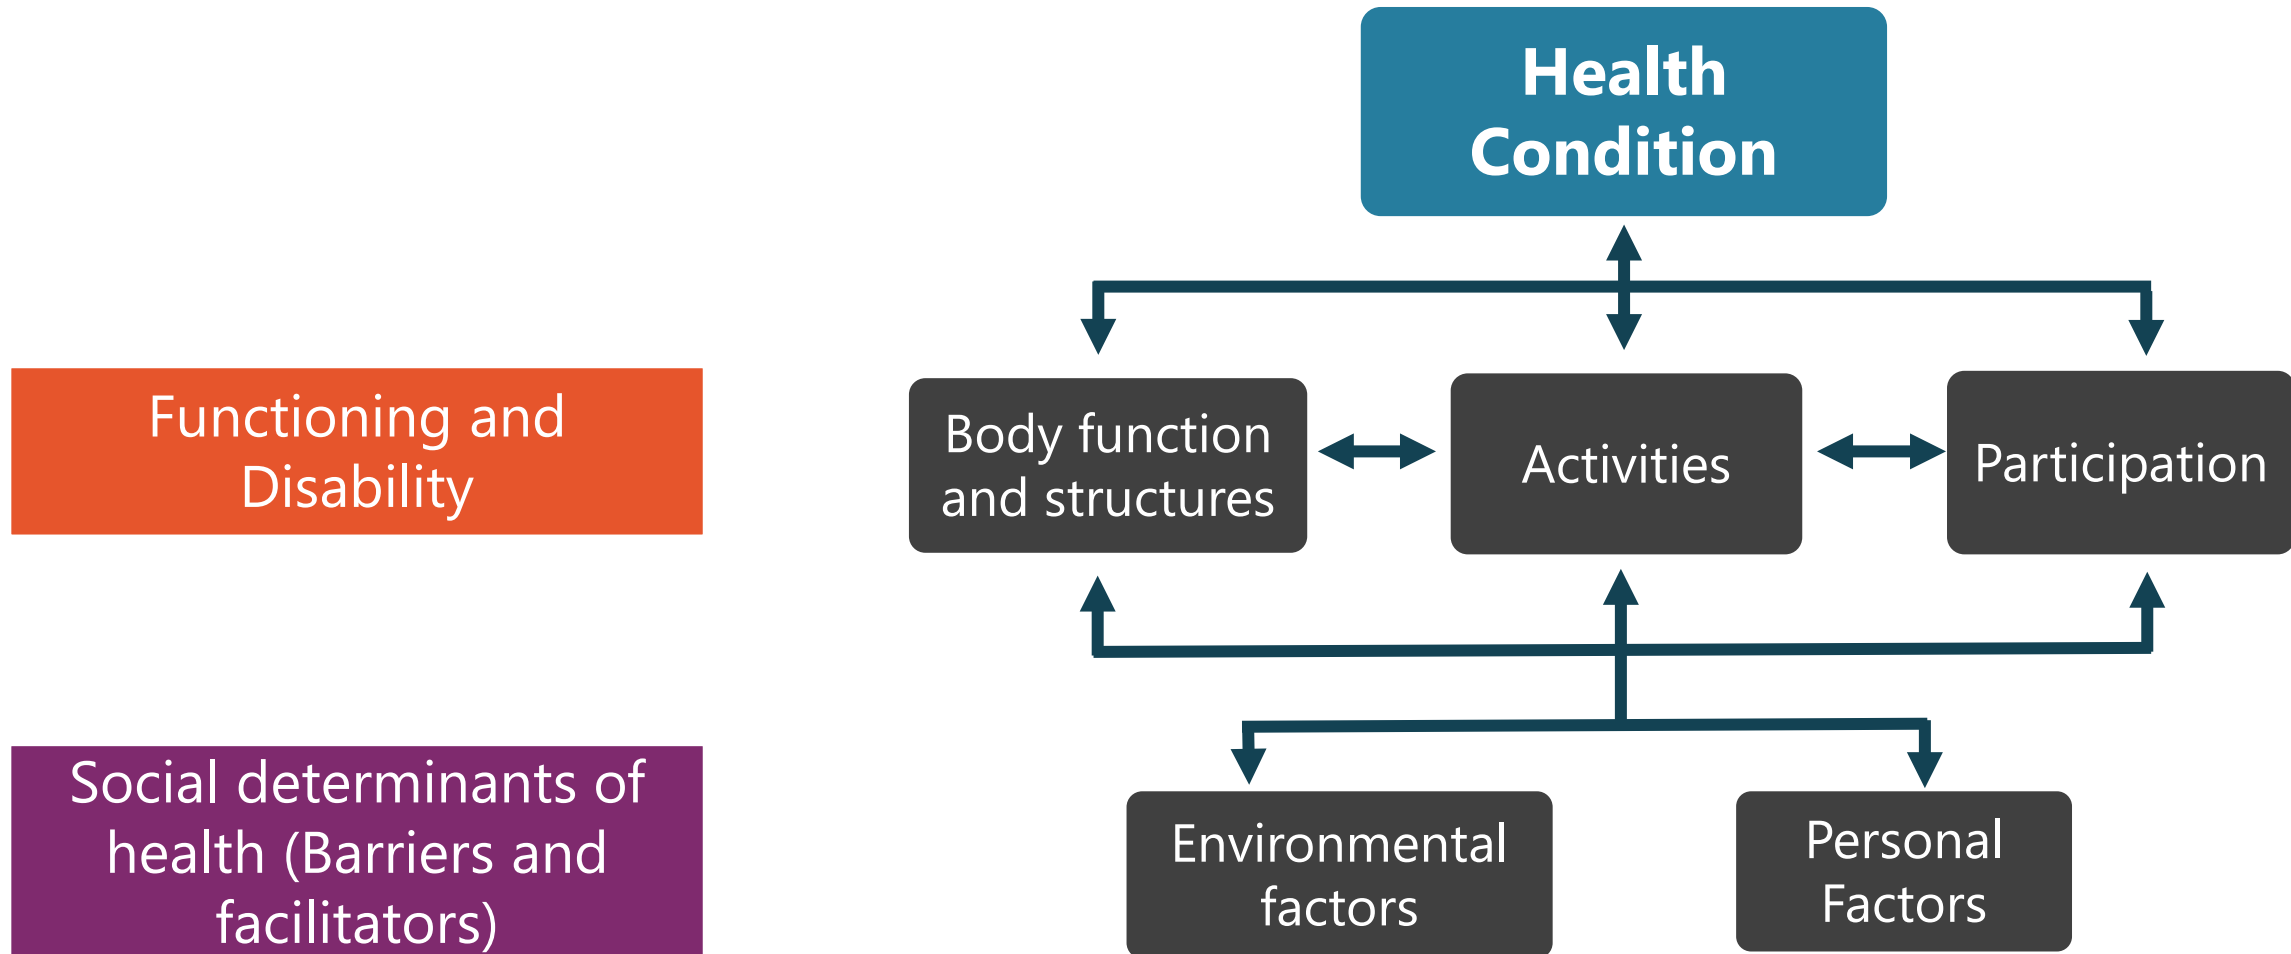 Health
Condition
Functioning and
Disability
Body function
and structures
Activities
Participation
Social determinants of
health (Barriers and
facilitators)
Environmental
factors
Personal
Factors